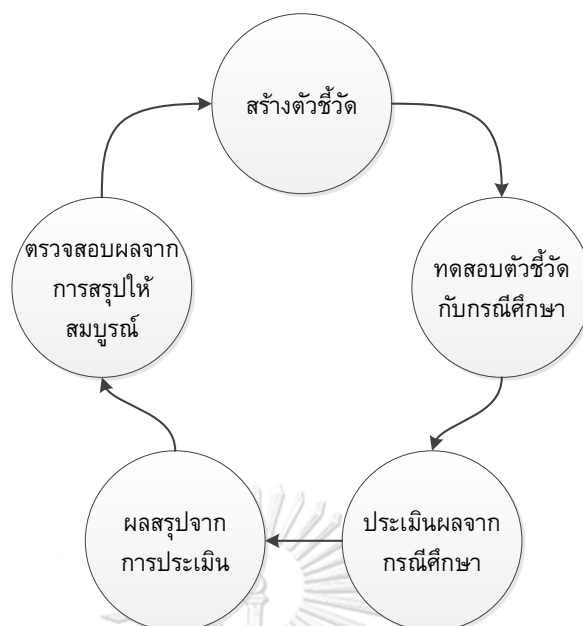 สร้างตัวชี้วัด
ทดสอบตัวชี้วัด
กับกรณีศึกษา
ประเมินผลจาก
กรณีศึกษา
ผลสรุปจาก
การประเมิน
ตรวจสอบผลจาก
การสรุปให้
สมบูรณ์